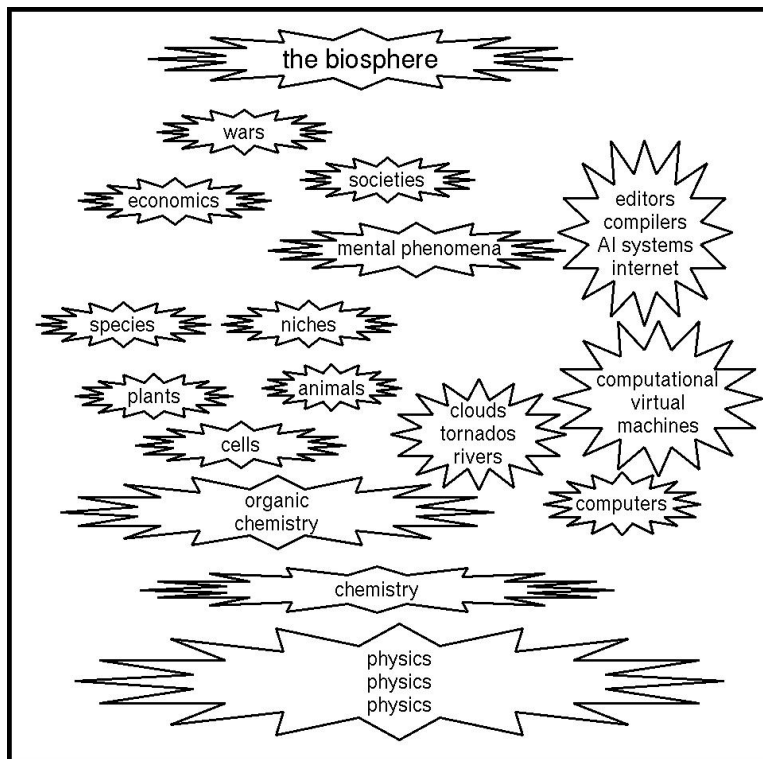 the biosphere
wars
societies
economics
editors
compilers
AI systems
internet
mental phenomena
species
niches
animals
plants
computational
virtual
machines
clouds
tornados
rivers
cells
organic
chemistry
computers
chemistry
physics
physics
physics